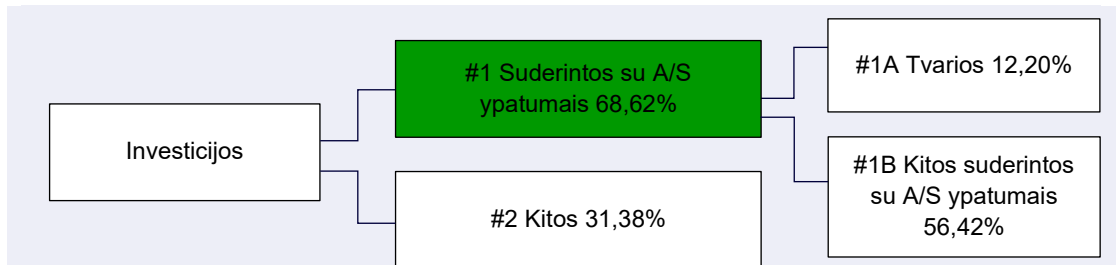 Investicijos
#1 Suderintos su A/S
ypatumais 68,62%
#2 Kitos 31,38%
#1A Tvarios 12,20%
#1B Kitos suderintos
su A/S ypatumais
56,42%